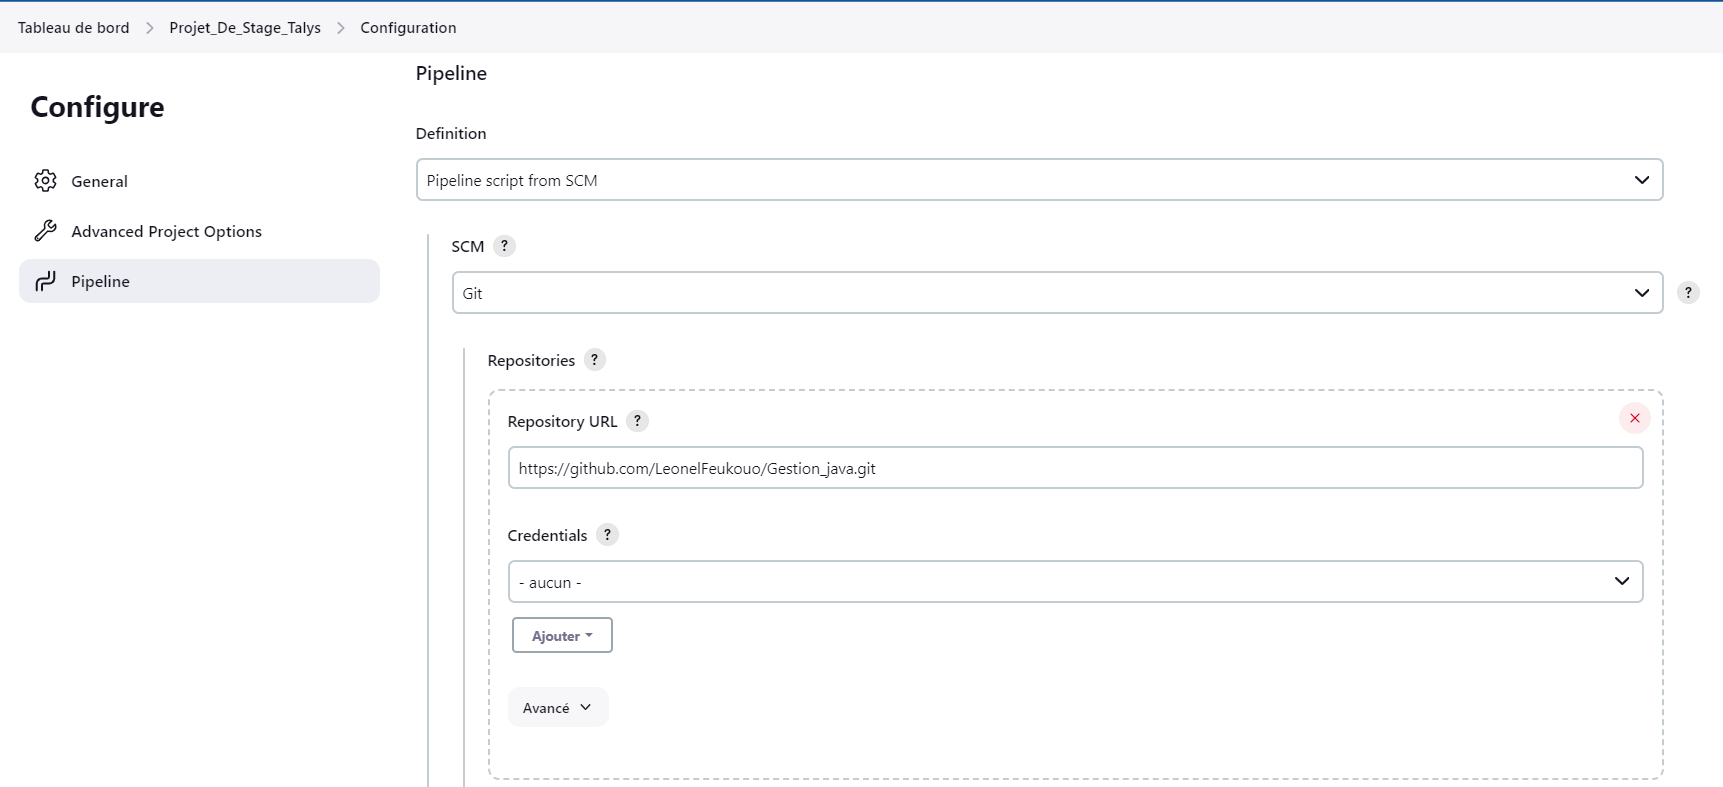 Tableau de bord > Projet_De_Stage_Talys > Configuration
Configure
General
Advanced Project Options
Pipeline
Pipeline
Definition
Pipeline script from SCM
SCM ?
Git
?
Repositories ?
Repository URL ?
https://github.com/LeonelFeukouo/Gestion_java.git
Credentials ?
- aucun -
Ajouter
Avancé